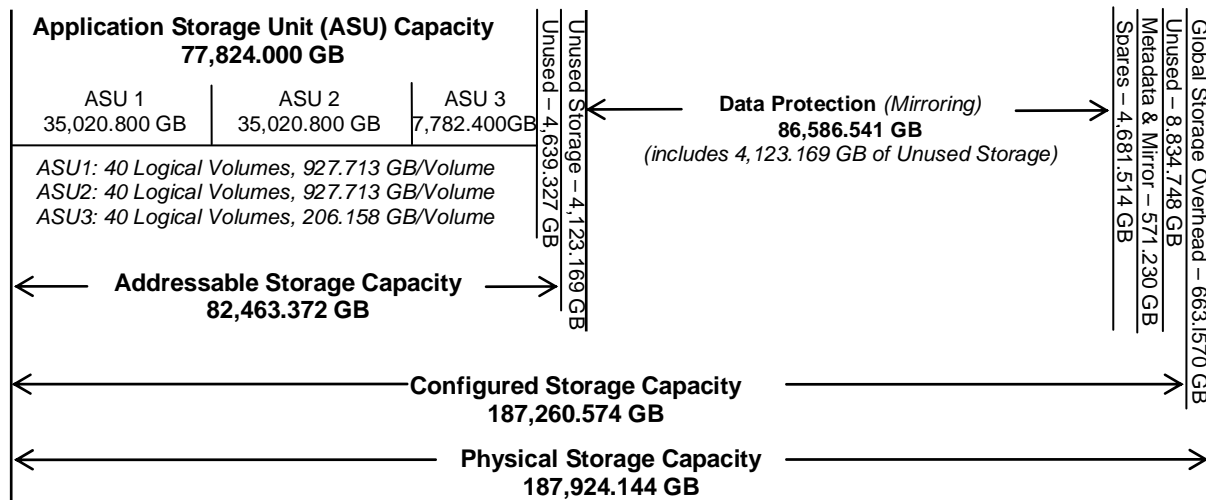 Application Storage Unit (ASU) Capacity
77,824.000 GB
ASU 1
35,020.800 GB
ASU 2
35,020.800 GB
ASU 3
7,782.400GB
ASU1: 40 Logical Volumes, 927.713 GB/Volume
ASU2: 40 Logical Volumes, 927.713 GB/Volume
ASU3: 40 Logical Volumes, 206.158 GB/Volume
Unused – 4,639.327 GB
Unused Storage – 4,123.169 GB
Data Protection (Mirroring)
86,586.541 GB
(includes 4,123.169 GB of Unused Storage)
Spares – 4,681.514 GB
Metadata & Mirror – 571.230 GB
Unused – 8,834.748 GB
Global Storage Overhead – 663.l570 GB
Addressable Storage Capacity
82,463.372 GB
Configured Storage Capacity
187,260.574 GB
Physical Storage Capacity
187,924.144 GB